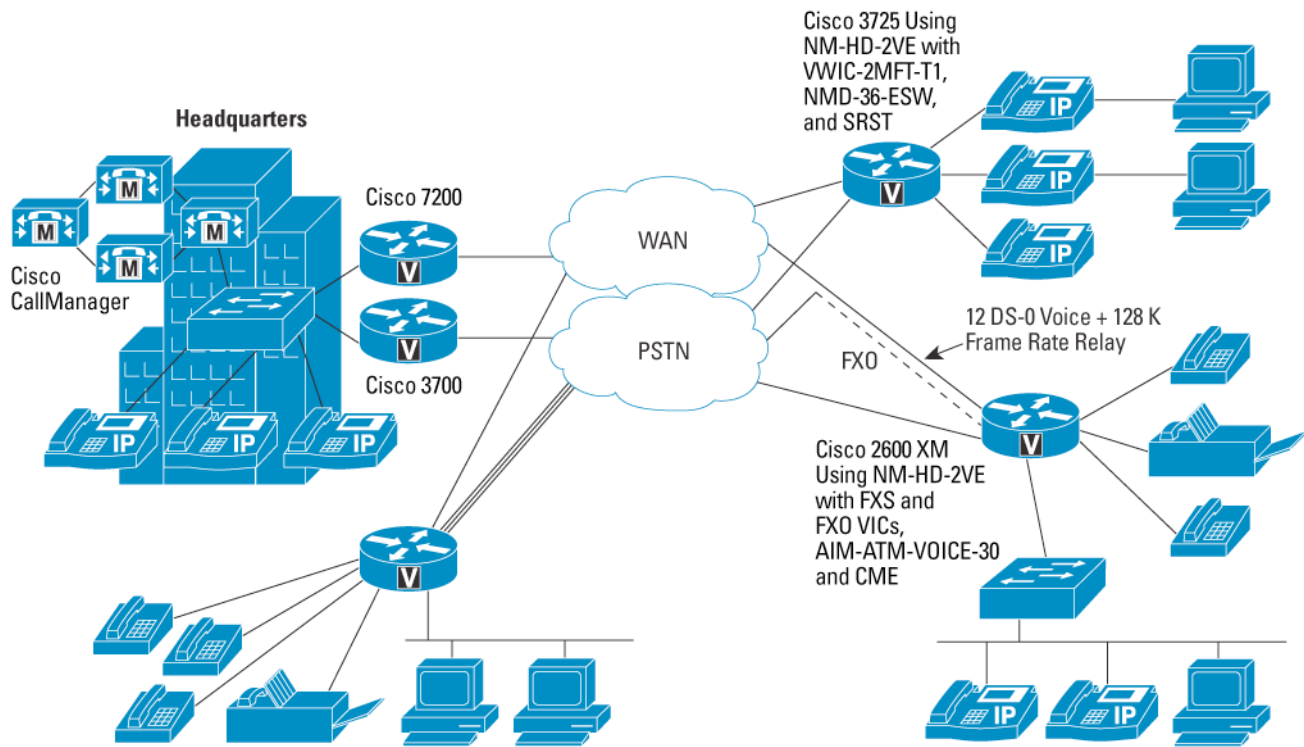 Headquarters
M
M
M
M
Cisco
CallManager
IP
IP
IP
Cisco 7200
V
V
Cisco 3700
WAN
PSTN
Cisco 3725 Using
NM-HD-2VE with
VWIC-2MFT-T1,
NMD-36-ESW,
and SRST
V
IP
IP
IP
12 DS-0 Voice + 128 K
Frame Rate Relay
FXO
V
Cisco 2600 XM
Using NM-HD-2VE
with FXS and
FXO VICs,
AIM-ATM-VOICE-30
and CME
V
IP
IP